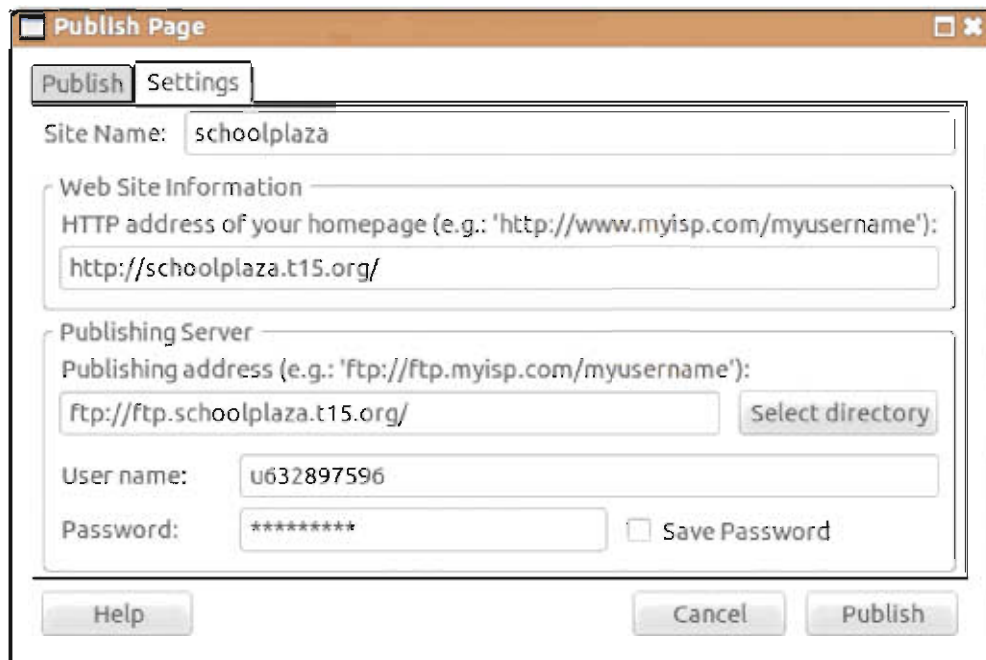 Publish Page
Publish Settings
Site Name: schoolplaza
Web Site Information
HTTP address of your homepage (e.g.: 'http://www.myisp.com/myusername'):
http://schoolplaza.t15.org/
Publishing Server
Publishing address (e.g.: 'ftp://ftp.myisp.com/myusername'):
ftp://ftp.schoolplaza.t15.org/ Select directory
User name: u632897596
Password: ********* Save Password
Help Cancel Publish